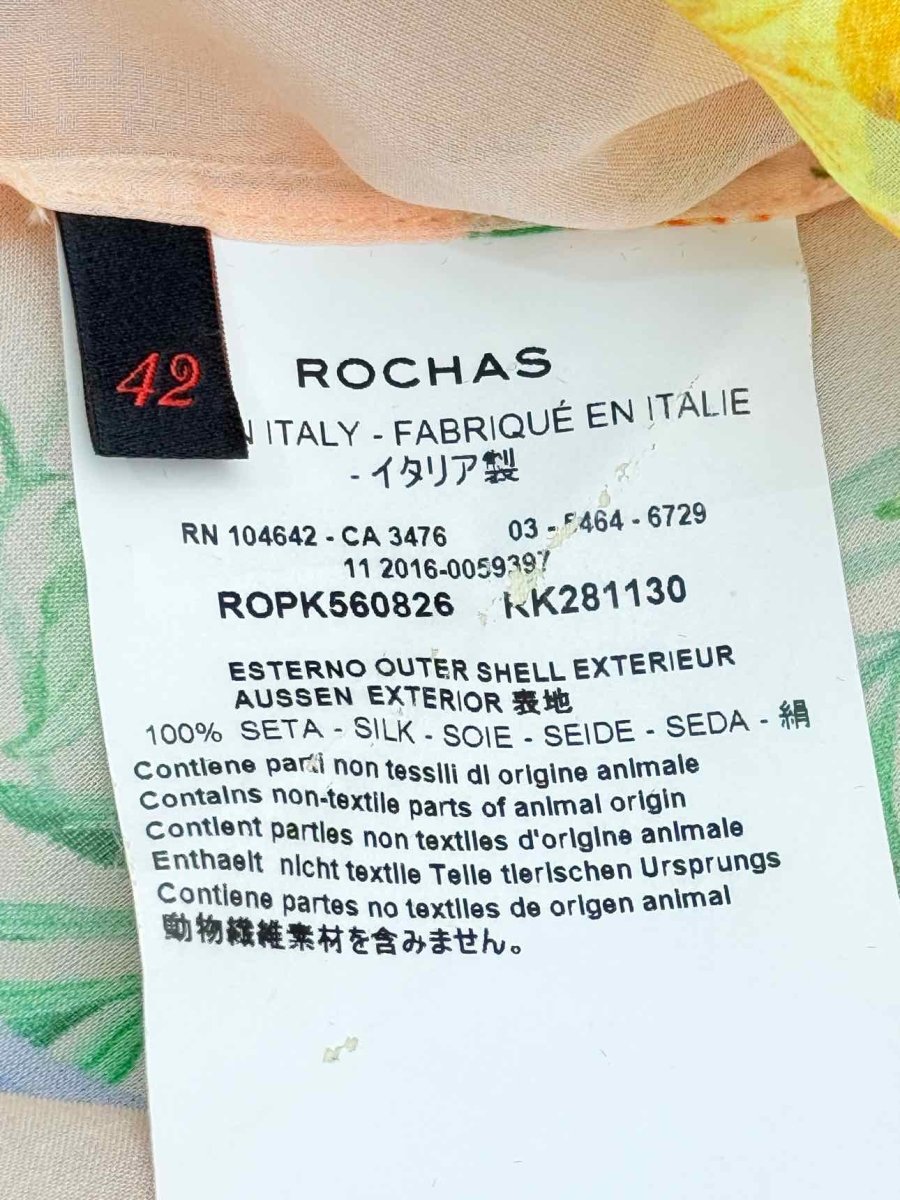 42
ROCHAS
N ITALY - FABRIQUÉ EN ITALIE
- イタリア製
RN 104642 - CA 3476 03 - 5464 - 6729
11 2016-0059397
ROPK560826 RK281130
ESTERNO OUTER SHELL EXTERIEUR
AUSSEN EXTERIOR 表地
100% SETA - SILK - SOIE - SEIDE - SEDA - 絹
Contiene parti non tessili di origine animale
Contains non-textile parts of animal origin
Contient parties non textiles d'origine animale
Enthaelt nicht textile Teile tierischen Ursprungs
Contiene partes no textiles de origen animal
動物繊維素材を含みません。